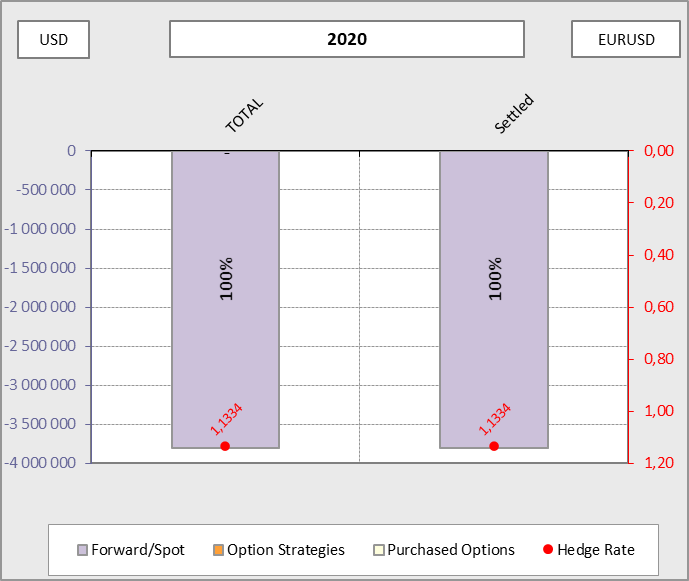 USD
2020
EURUSD
TOTAL
Settled
0
-500 000
-1 000 000
-1 500 000
-2 000 000
-2 500 000
-3 000 000
-3 500 000
-4 000 000
-
100%
100%
1,1334
1,1334
0,00
0,20
0,40
0,60
0,80
1,00
1,20
Forward/Spot
Option Strategies
Purchased Options
Hedge Rate